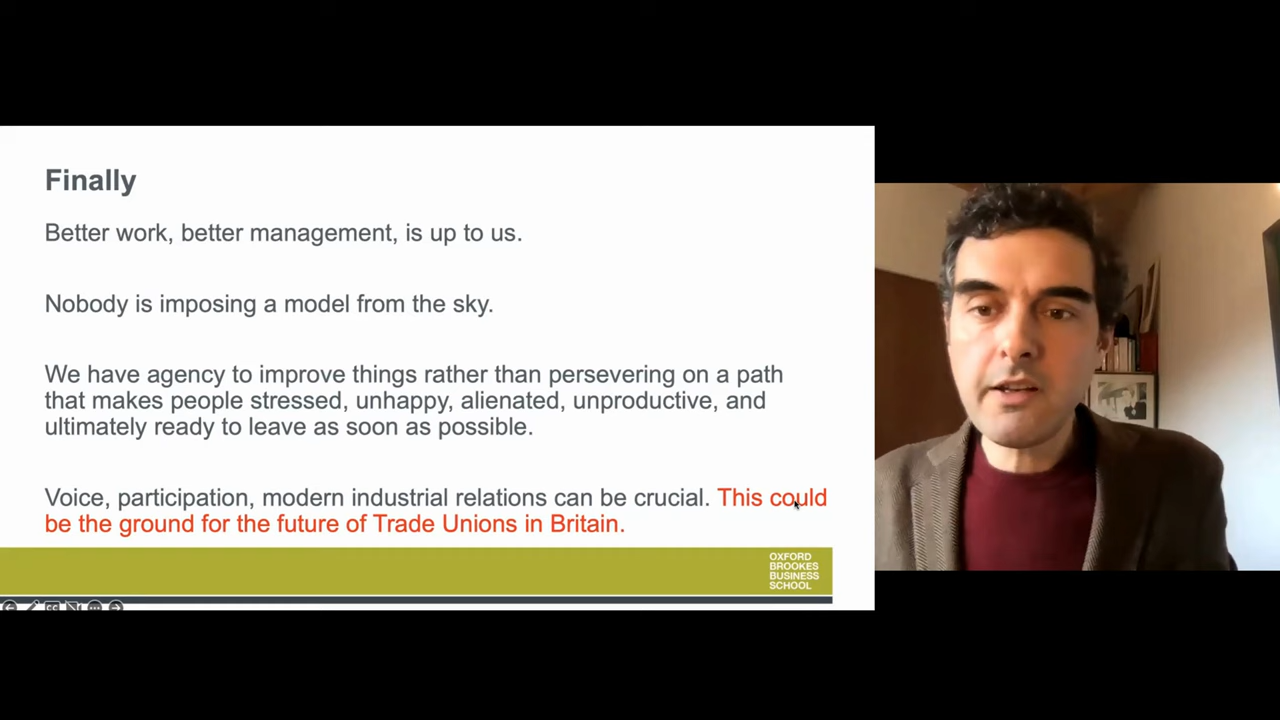 Finally
Better work, better management, is up to us.
Nobody is imposing a model from the sky.
We have agency to improve things rather than persevering on a path
that makes people stressed, unhappy, alienated, unproductive, and
ultimately ready to leave as soon as possible.
Voice, participation, modern industrial relations can be crucial. This could
be the ground for the future of Trade Unions in Britain.
OXFORD
BROOKES
BUSINESS
SCHOOL